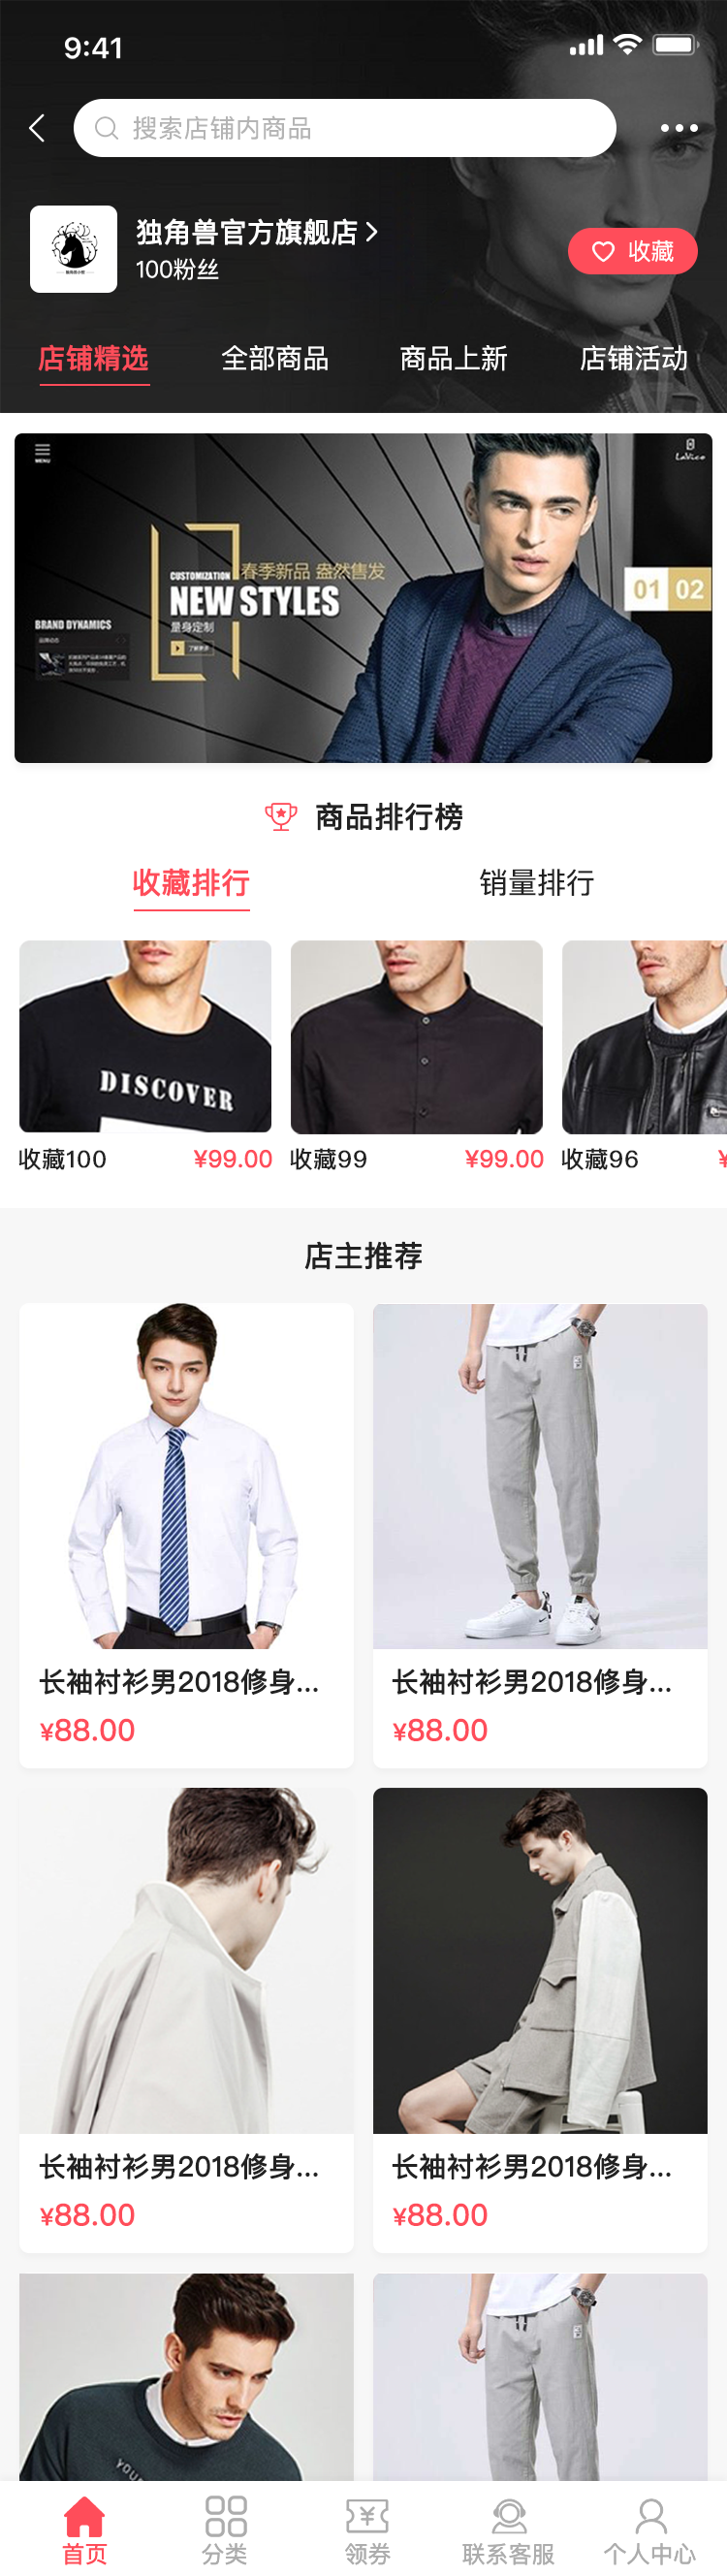 9:41
搜索店铺内商品
独角兽官方旗舰店
100粉丝
收藏
店铺精选 全部商品 商品上新 店铺活动
MENU
LaVico
CUSTOMIZATION 春季新品 盎然售发
NEW STYLES
量身定制
了解更多
01 02
BRAND DYNAMICS
品牌动态
商品排行榜
收藏排行 销量排行
DISCOVER
收藏100 ¥99.00 收藏99 ¥99.00 收藏96 ¥
店主推荐
长袖衬衫男2018修身... 长袖衬衫男2018修身...
¥88.00 ¥88.00
长袖衬衫男2018修身... 长袖衬衫男2018修身...
¥88.00 ¥88.00
YOU
首页 分类 领券 联系客服 个人中心